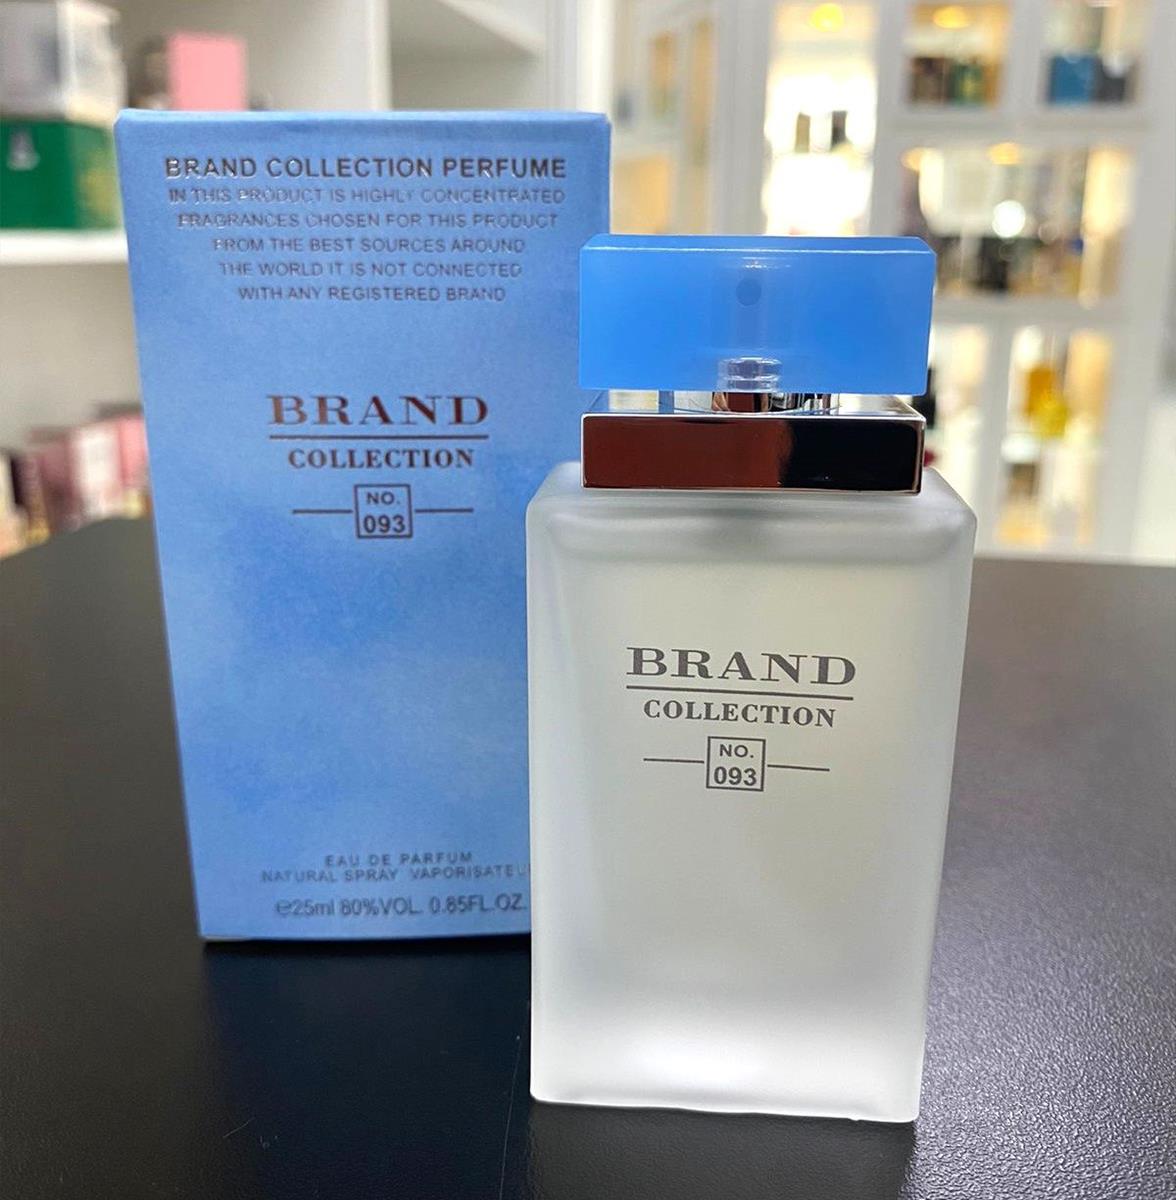 BRAND COLLECTION PERFUME
IN THIS PRODUCT IS HIGHLY CONCENTRATED
FRAGRANCES CHOSEN FOR THIS PRODUCT
FROM THE BEST SOURCES AROUND
THE WORLD IT IS NOT CONNECTED
WITH ANY REGISTERED BRAND
BRAND
COLLECTION
NO.
093
EAU DE PARFUM
NATURAL SPRAY VAPORISATEU
℮25ml 80%VOL. 0.85FL.OZ.
BRAND
COLLECTION
NO.
093